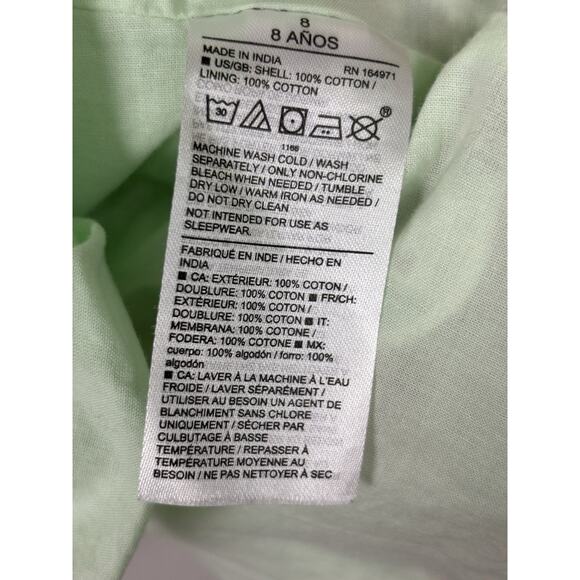 8
8 AÑOS
MADE IN INDIA RN 164971
■ US/GB: SHELL: 100% COTTON /
LINING: 100% COTTON
30
®
1166
MACHINE WASH COLD / WASH
SEPARATELY / ONLY NON-CHLORINE
BLEACH WHEN NEEDED / TUMBLE
DRY LOW / WARM IRON AS NEEDED /
DO NOT DRY CLEAN
NOT INTENDED FOR USE AS
SLEEPWEAR.
FABRIQUÉ EN INDE / HECHO EN
INDIA
■ CA: EXTÉRIEUR: 100% COTON /
DOUBLURE: 100% COTON ■ FR/CH:
EXTÉRIEUR: 100% COTON /
DOUBLURE: 100% COTON ■ IT:
MEMBRANA: 100% COTONE /
FODERA: 100% COTONE ■ MX:
cuerpo: 100% algodón / forro: 100%
algodón
■ CA: LAVER À LA MACHINE À L'EAU
FROIDE / LAVER SÉPARÉMENT /
UTILISER AU BESOIN UN AGENT DE
BLANCHIMENT SANS CHLORE
UNIQUEMENT / SÉCHER PAR
CULBUTAGE À BASSE
TEMPÉRATURE / REPASSER À
TEMPÉRATURE MOYENNE AU
BESOIN / NE PAS NETTOYER À SEC